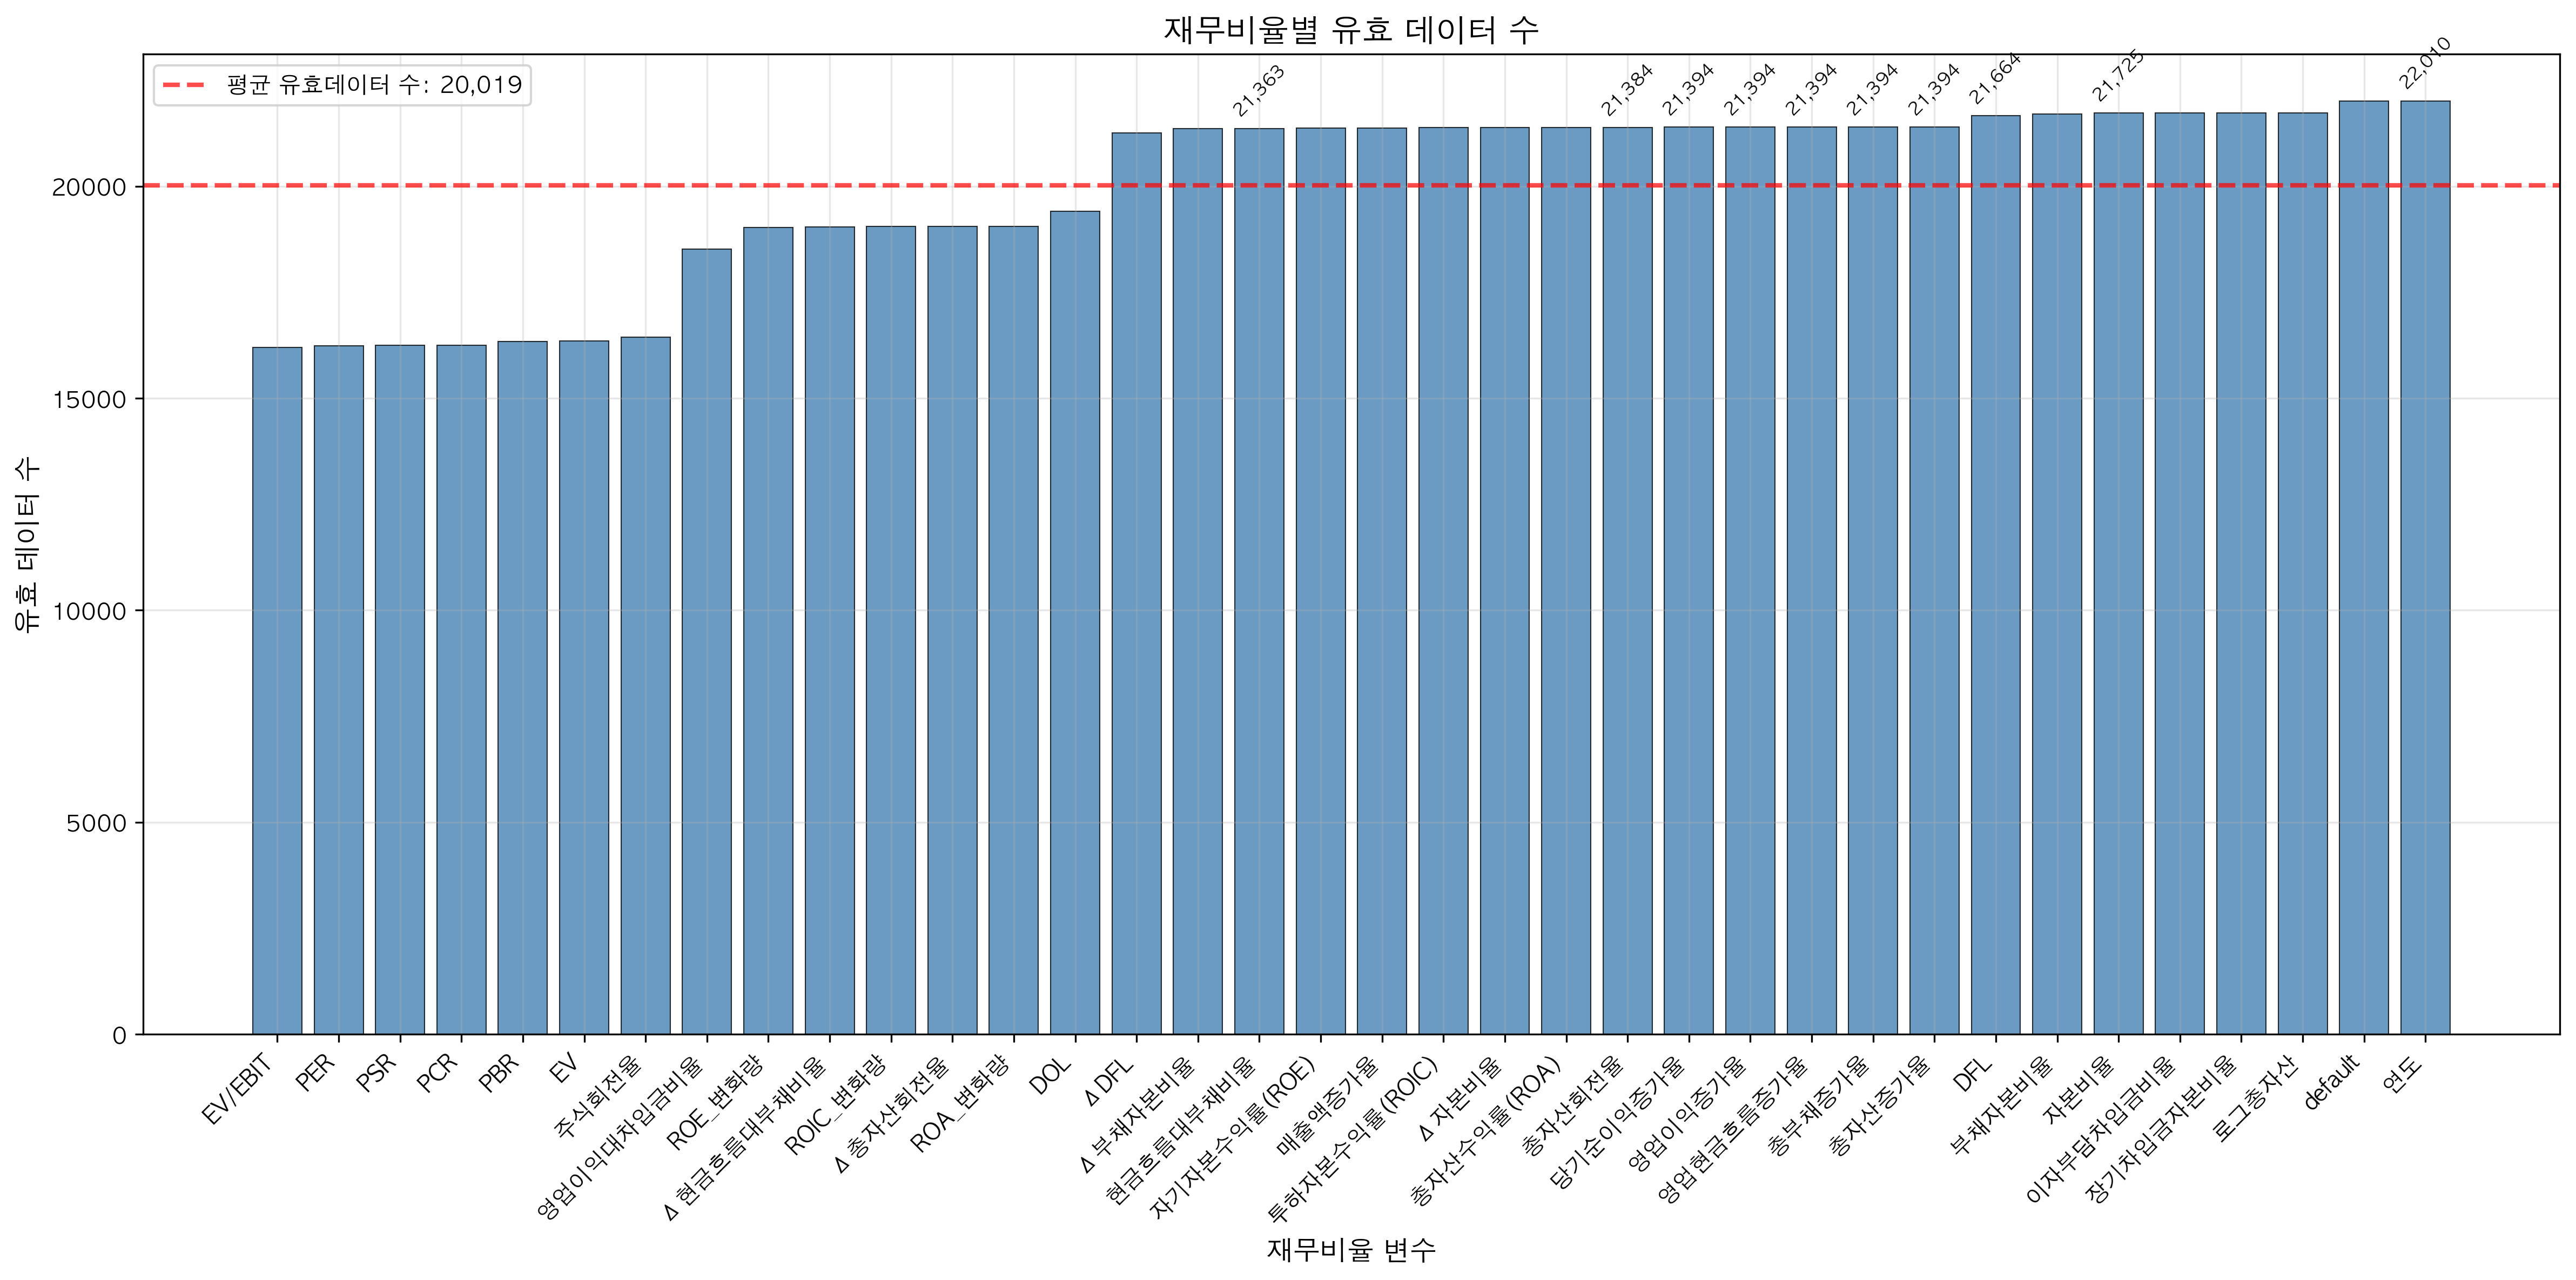 재무비율별 유효 데이터 수
평균 유효데이터 수: 20,019
21,363
21,384
21,394
21,394
21,394
21,394
21,394
21,664
21,725
22,010
유효 데이터 수
20000
15000
10000
5000
0
EV/EBIT
PER
PSR
PCR
PBR
EV
주식회전율
영업이익대차입금비율
ROE_변화량
Δ 현금흐름대부채비율
ROIC_변화량
Δ 총자산회전율
ROA_변화량
DOL
Δ DFL
Δ 부채자본비율
현금흐름대부채비율
자기자본수익률(ROE)
매출액증가율
투하자본수익률(ROIC)
Δ 자본비율
총자산수익률(ROA)
총자산회전율
당기순이익증가율
영업이익증가율
영업현금흐름증가율
총부채증가율
총자산증가율
DFL
부채자본비율
자본비율
이자부담차입금비율
장기차입금자본비율
로그총자산
default
연도
재무비율 변수